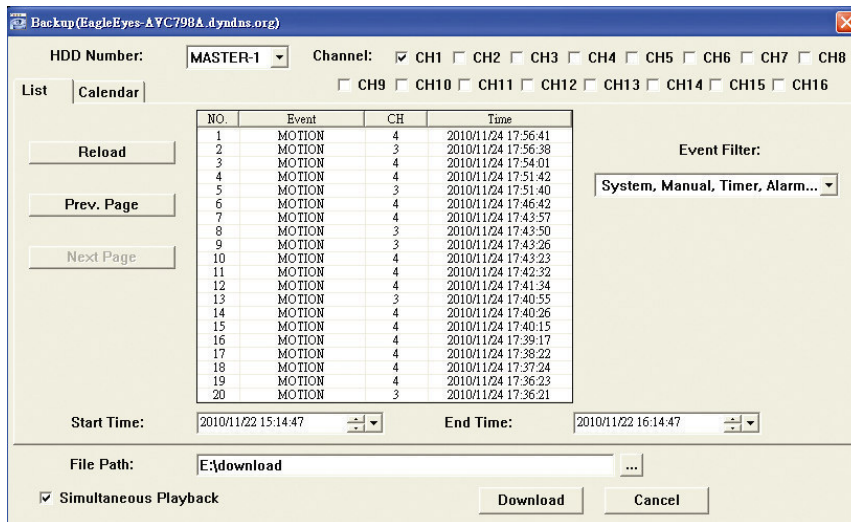 Backup(EagleEyes-AVC798A.dyndns.org)
HDD Number: MASTER-1 Channel: CH1 CH2 CH3 CH4 CH5 CH6 CH7 CH8
CH9 CH10 CH11 CH12 CH13 CH14 CH15 CH16
List Calendar
Reload
Prev. Page
Next Page
NO. Event CH Time
1 MOTION 4 2010/11/24 17:56:41
2 MOTION 3 2010/11/24 17:56:38
3 MOTION 4 2010/11/24 17:54:01
4 MOTION 4 2010/11/24 17:51:42
5 MOTION 3 2010/11/24 17:51:40
6 MOTION 4 2010/11/24 17:46:42
7 MOTION 4 2010/11/24 17:43:57
8 MOTION 3 2010/11/24 17:43:50
9 MOTION 3 2010/11/24 17:43:26
10 MOTION 4 2010/11/24 17:43:23
11 MOTION 4 2010/11/24 17:42:32
12 MOTION 4 2010/11/24 17:41:34
13 MOTION 3 2010/11/24 17:40:55
14 MOTION 4 2010/11/24 17:40:26
15 MOTION 4 2010/11/24 17:40:15
16 MOTION 4 2010/11/24 17:39:17
17 MOTION 4 2010/11/24 17:38:22
18 MOTION 4 2010/11/24 17:37:24
19 MOTION 4 2010/11/24 17:36:23
20 MOTION 3 2010/11/24 17:36:21
Event Filter:
System, Manual, Timer, Alarm...
Start Time: 2010/11/22 15:14:47 End Time: 2010/11/22 16:14:47
File Path: E:\download ...
Simultaneous Playback Download Cancel